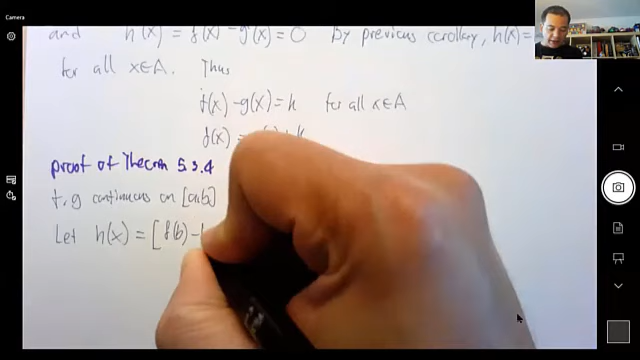 Camera
and h'(x) = f'(x) - g'(x) = 0 By previous corollary, h(x) =
for all x∈A. Thus
f(x) - g(x) = k for all x∈A
f(x) =
proof of Theorem 5.3.4
f, g continuous on [a,b]
Let h(x) = [f(b) -